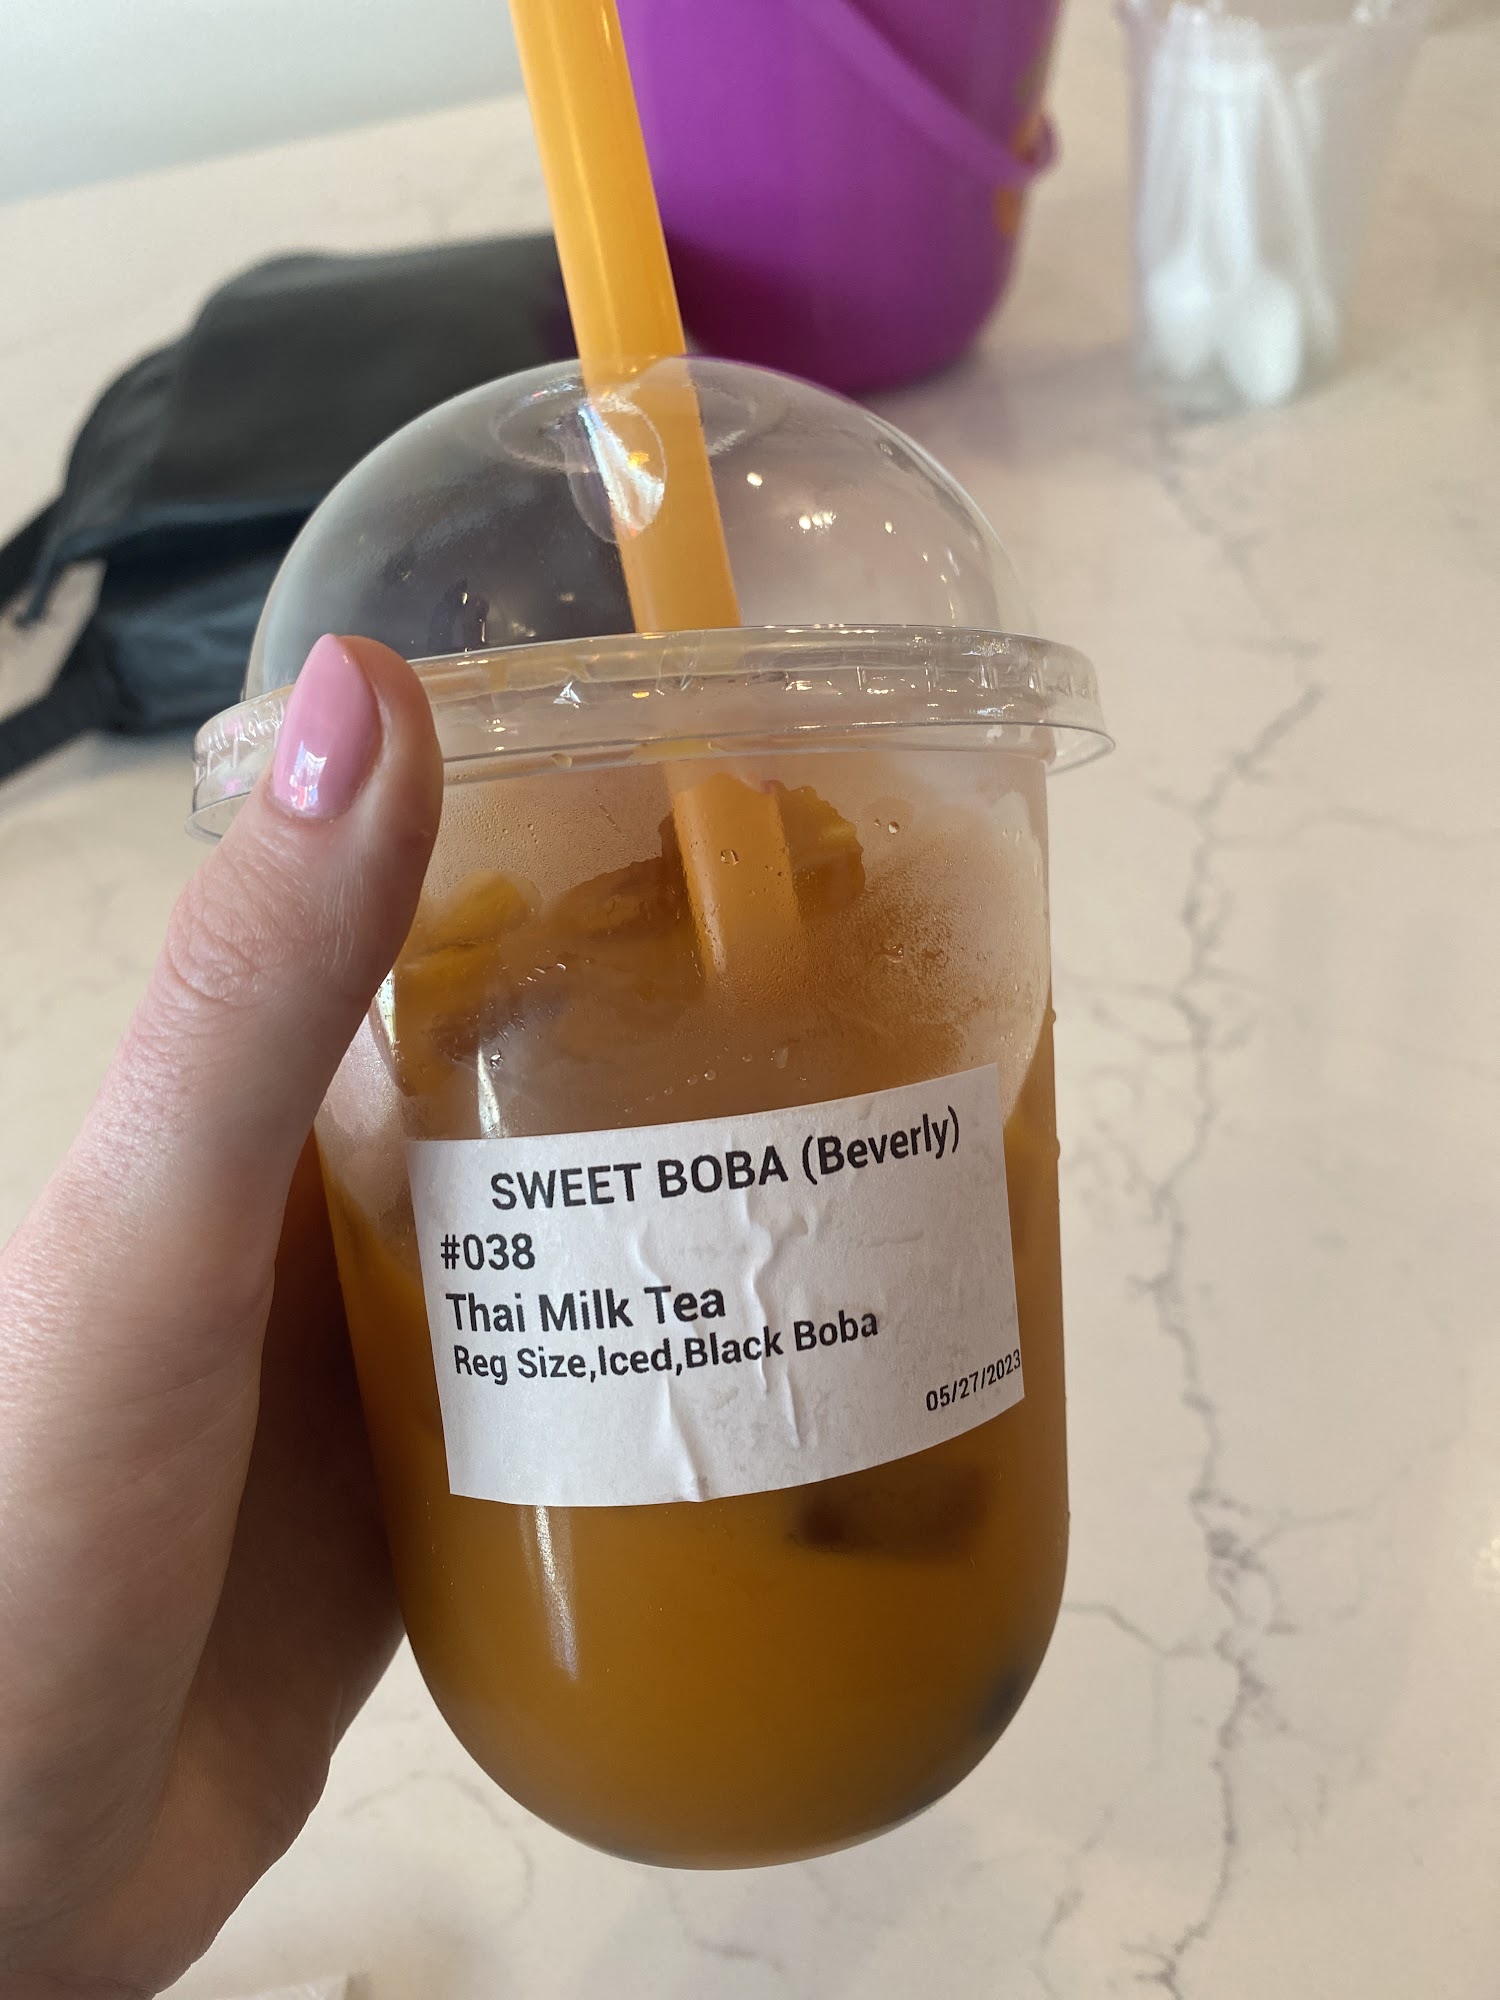 SWEET BOBA (Beverly)
#038
Thai Milk Tea
Reg Size,Iced,Black Boba
05/27/2023